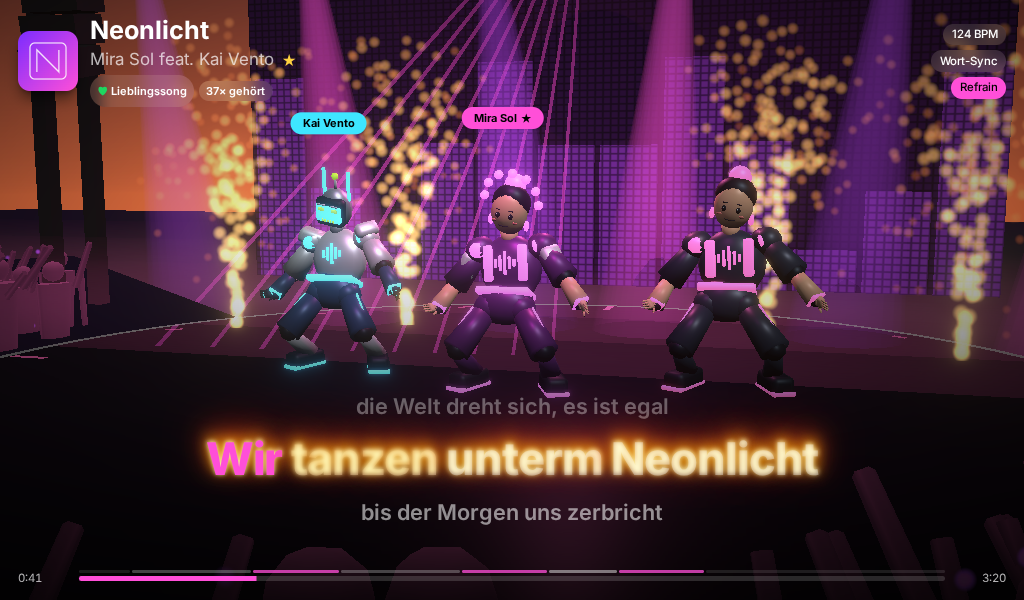 Neonlicht
Mira Sol feat. Kai Vento ★
Lieblingssong
37× gehört
124 BPM
Wort-Sync
Refrain
Kai Vento
Mira Sol ★
die Welt dreht sich, es ist egal
Wir tanzen unterm Neonlicht
bis der Morgen uns zerbricht
0:41
3:20